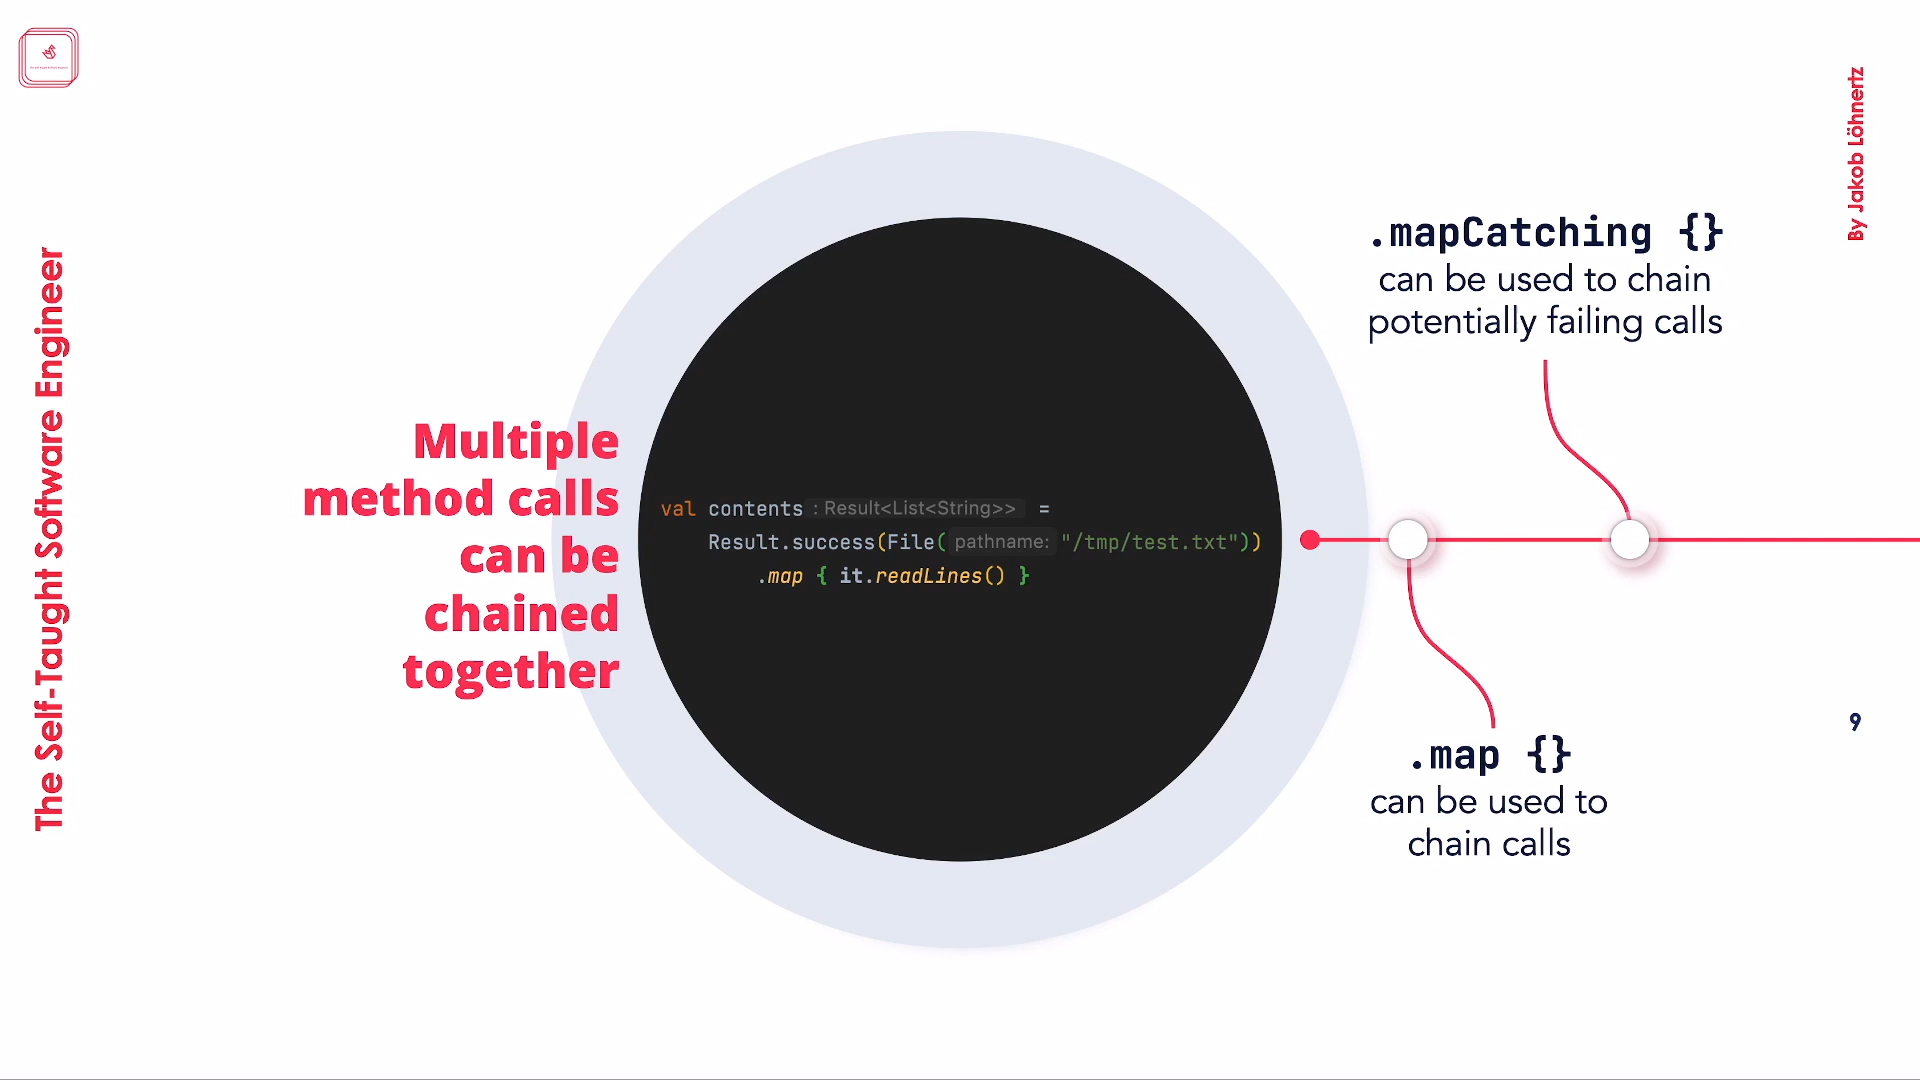 The Self-Taught Software Engineer
Multiple
method calls
can be
chained
together
val contents : Result<List<String>> =
Result.success(File( pathname: "/tmp/test.txt"))
.map { it.readLines() }
.mapCatching {}
can be used to chain
potentially failing calls
.map {}
can be used to
chain calls
By Jakob Löhnertz
9